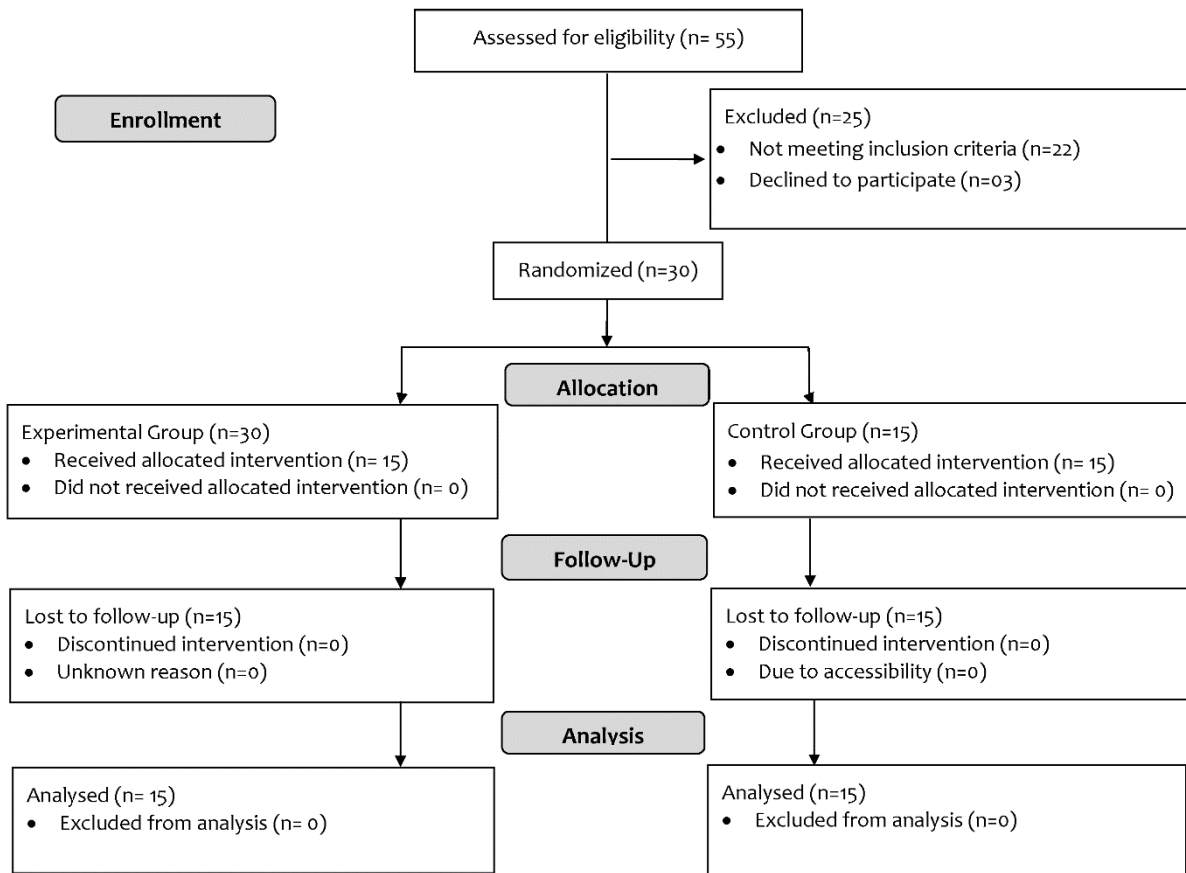 Assessed for eligibility (n= 55)
Enrollment
Excluded (n=25)
• Not meeting inclusion criteria (n=22)
• Declined to participate (n=03)
Randomized (n=30)
Allocation
Experimental Group (n=30)
• Received allocated intervention (n= 15)
• Did not received allocated intervention (n= 0)
Control Group (n=15)
• Received allocated intervention (n= 15)
• Did not received allocated intervention (n= 0)
Follow-Up
Lost to follow-up (n=15)
• Discontinued intervention (n=0)
• Unknown reason (n=0)
Lost to follow-up (n=15)
• Discontinued intervention (n=0)
• Due to accessibility (n=0)
Analysis
Analysed (n= 15)
• Excluded from analysis (n= 0)
Analysed (n=15)
• Excluded from analysis (n=0)